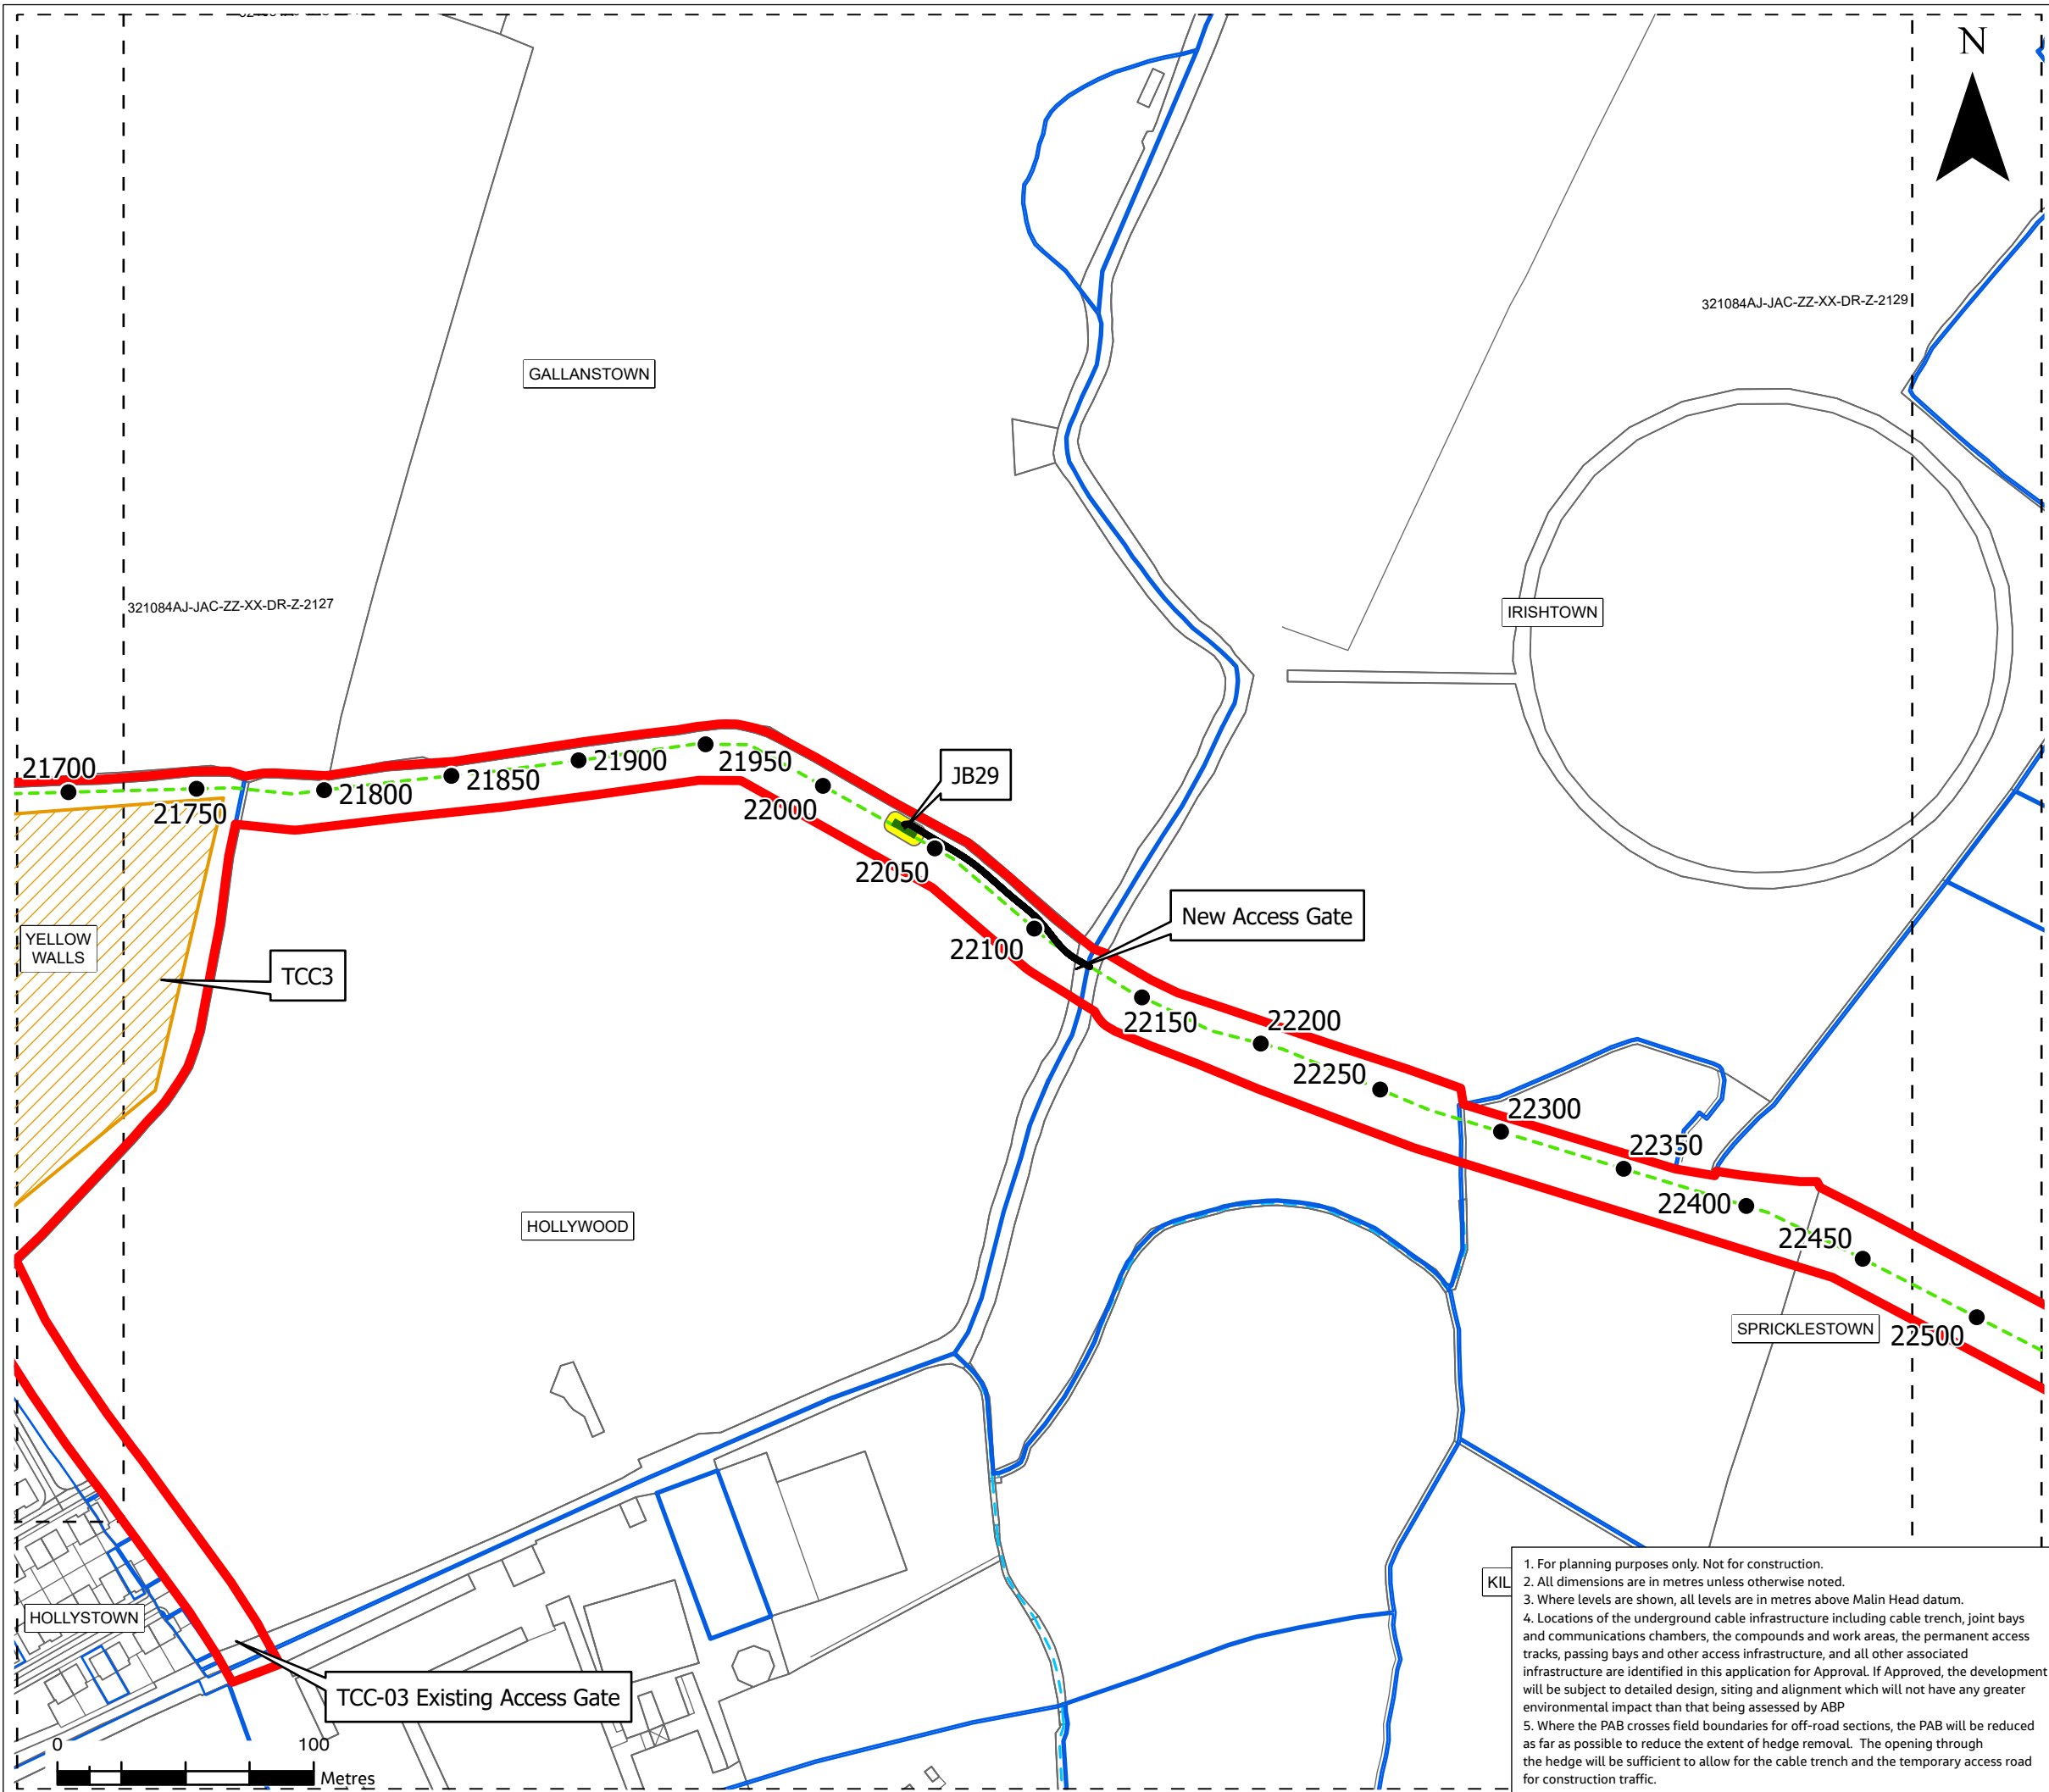 N
321084AJ-JAC-ZZ-XX-DR-Z-2129
GALLANSTOWN
321084AJ-JAC-ZZ-XX-DR-Z-2127
IRISHTOWN
21700
21750
21800
21850
21900
21950
JB29
22000
22050
22100
New Access Gate
YELLOW
WALLS
TCC3
22150
22200
22250
22300
22350
22400
22450
22500
HOLLYWOOD
SPRICKLESTOWN
HOLLYSTOWN
TCC-03 Existing Access Gate
0 100
Metres
KIL
1. For planning purposes only. Not for construction.
2. All dimensions are in metres unless otherwise noted.
3. Where levels are shown, all levels are in metres above Malin Head datum.
4. Locations of the underground cable infrastructure including cable trench, joint bays
and communications chambers, the compounds and work areas, the permanent access
tracks, passing bays and other access infrastructure, and all other associated
infrastructure are identified in this application for Approval. If Approved, the development
will be subject to detailed design, siting and alignment which will not have any greater
environmental impact than that being assessed by ABP
5. Where the PAB crosses field boundaries for off-road sections, the PAB will be reduced
as far as possible to reduce the extent of hedge removal. The opening through
the hedge will be sufficient to allow for the cable trench and the temporary access road
for construction traffic.